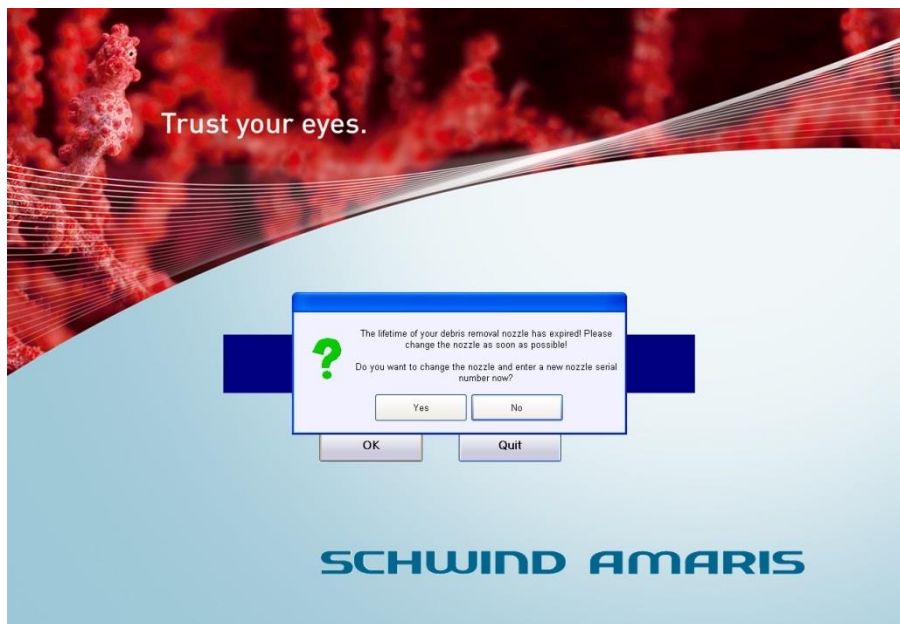 Trust your eyes.
The lifetime of your debris removal nozzle has expired! Please
change the nozzle as soon as possible!
Do you want to change the nozzle and enter a new nozzle serial
number now?
Yes No
OK Quit
SCHWIND AMARIS